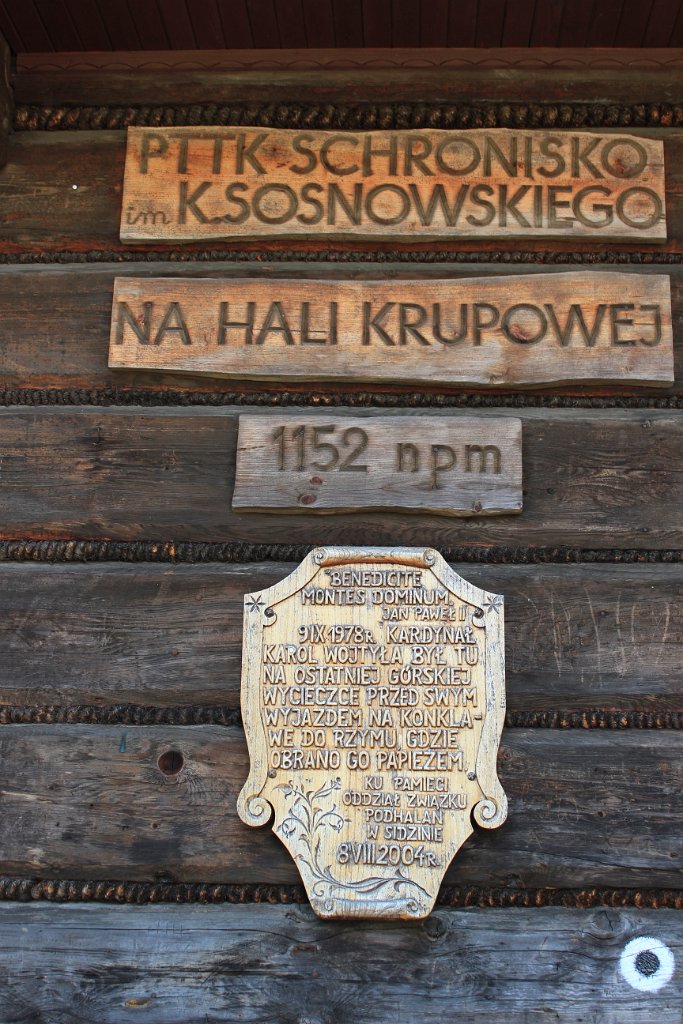 PTTK SCHRONISKO
im K.SOSNOWSKIEGO
NA HALI KRUPOWEJ
1152 npm
"BENEDICITE
MONTES DOMINUM"
JAN PAWEŁ II
9 IX 1978 r. KARDYNAŁ
KAROL WOJTYŁA BYŁ TU
NA OSTATNIEJ GÓRSKIEJ
WYCIECZCE PRZED SWYM
WYJAZDEM NA KONKLA-
WE DO RZYMU GDZIE
OBRANO GO PAPIEŻEM
KU PAMIĘCI
ODDZIAŁ ZWIĄZKU
PODHALAN
W SIDZINIE
8 VIII 2004 r.